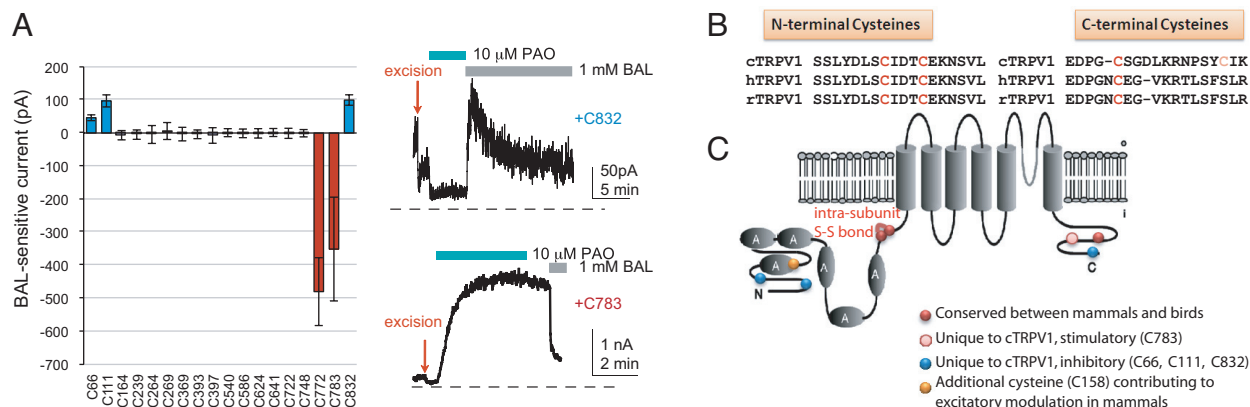 A
BAL-sensitive current (pA)
200
100
0
100
200
300
-400
-500
-600
-700
C66
C111
C164
C239
C264
C269
C369
C393
C397
C540
C586
C624
C641
C722
C748
C772
C783
C832
10 µM PAO
1 mM BAL
excision
+C832
50pA
5 min
10 µM PAO
1 mM BAL
+C783
excision
1 nA
2 min
B
N-terminal Cysteines
C-terminal Cysteines
cTRPV1 SSLYDLSCIDTCEKNSVL cTRPV1 EDPG-CSGDLKRNPSYCIK
hTRPV1 SSLYDLSCIDTCEKNSVL hTRPV1 EDPGNCEG-VKRTLSFSLR
rTRPV1 SSLYDLSCIDTCEKNSVL rTRPV1 EDPGNCEG-VKRTLSFSLR
C
o
i
intra-subunit
S-S bond
A A
A
A
A
A
N
C
Conserved between mammals and birds
Unique to cTRPV1, stimulatory (C783)
Unique to cTRPV1, inhibitory (C66, C111, C832)
Additional cysteine (C158) contributing to
excitatory modulation in mammals